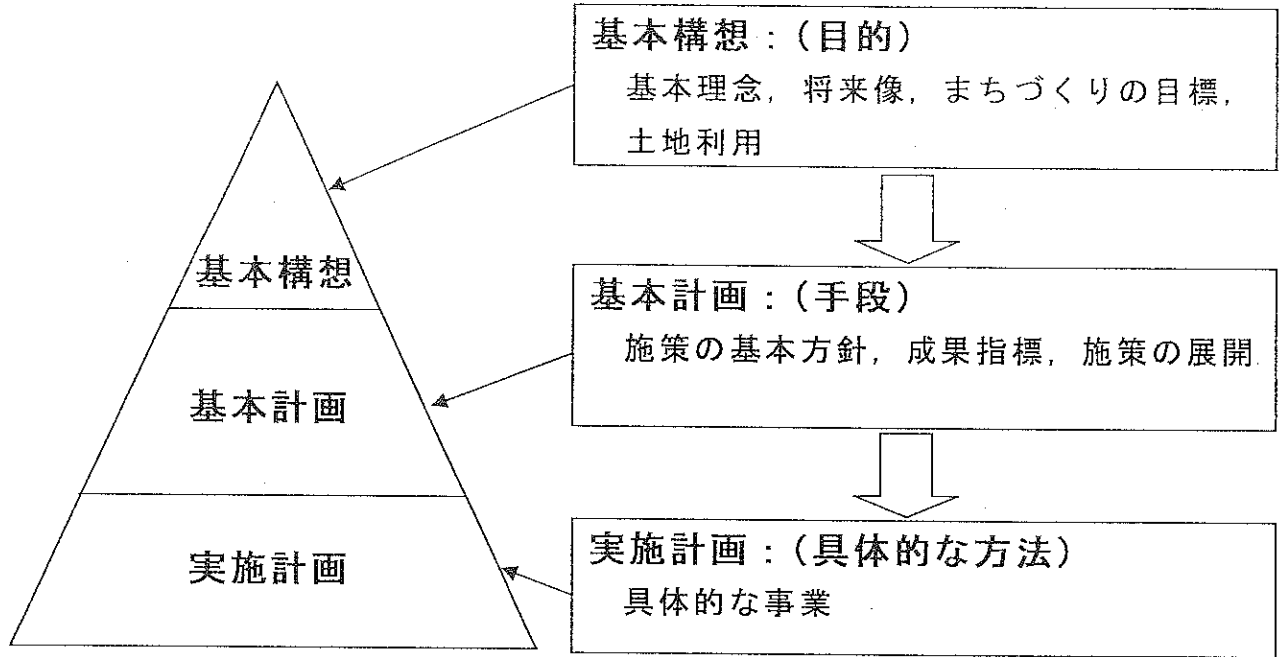 基本構想：（目的）
基本理念，将来像，まちづくりの目標，
土地利用
基本構想
基本計画：（手段）
施策の基本方針，成果指標，施策の展開
基本計画
実施計画：（具体的な方法）
具体的な事業
実施計画